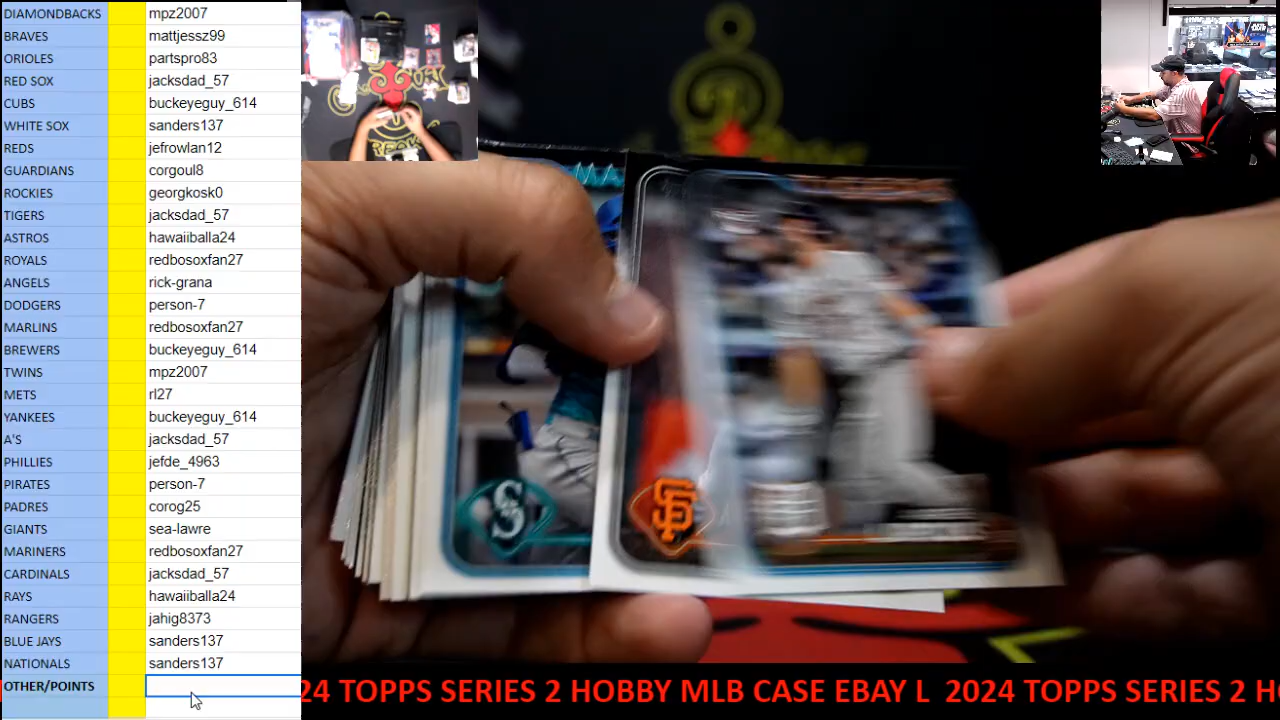 DIAMONDBACKS mpz2007
BRAVES mattjessz99
ORIOLES partspro83
RED SOX jacksdad_57
CUBS buckeyeguy_614
WHITE SOX sanders137
REDS jefrowlan12
GUARDIANS corgoul8
ROCKIES georgkosk0
TIGERS jacksdad_57
ASTROS hawaiiballa24
ROYALS redbosoxfan27
ANGELS rick-grana
DODGERS person-7
MARLINS redbosoxfan27
BREWERS buckeyeguy_614
TWINS mpz2007
METS rl27
YANKEES buckeyeguy_614
A'S jacksdad_57
PHILLIES jefde_4963
PIRATES person-7
PADRES corog25
GIANTS sea-lawre
MARINERS redbosoxfan27
CARDINALS jacksdad_57
RAYS hawaiiballa24
RANGERS jahig8373
BLUE JAYS sanders137
NATIONALS sanders137
OTHER/POINTS
S
SF
24 TOPPS SERIES 2 HOBBY MLB CASE EBAY L 2024 TOPPS SERIES 2 H